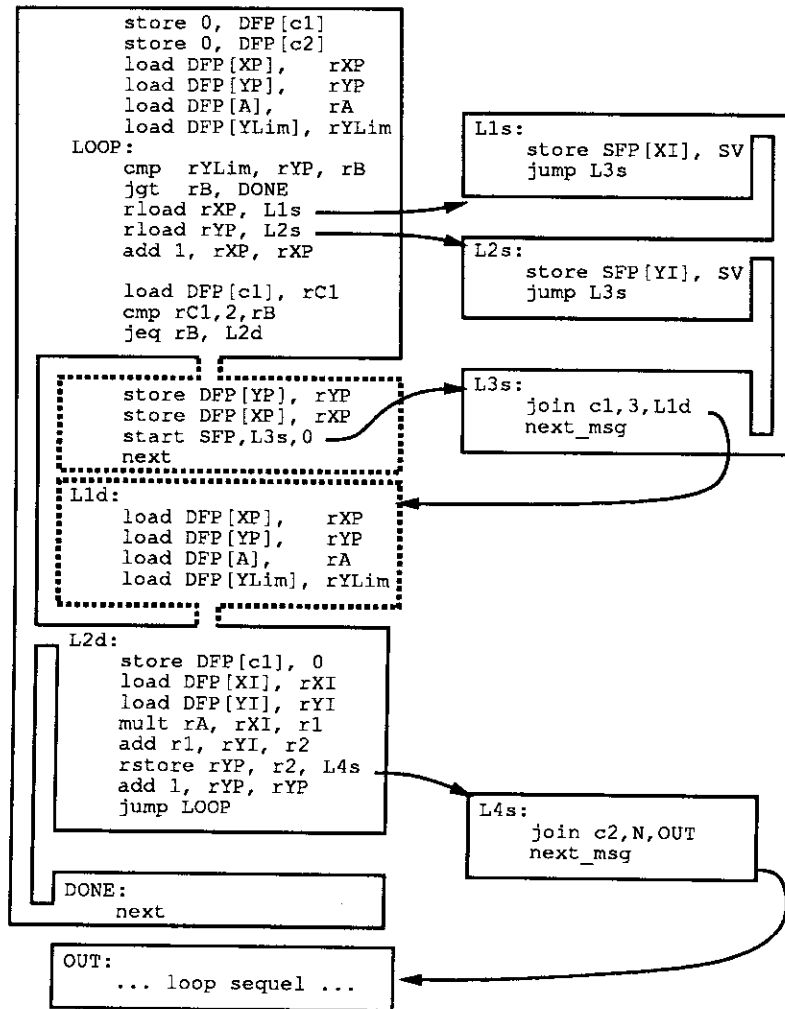 store 0, DFP[c1]
store 0, DFP[c2]
load DFP[XP], rXP
load DFP[YP], rYP
load DFP[A], rA
load DFP[YLim], rYLim
LOOP:
cmp rYLim, rYP, rB
jgt rB, DONE
rload rXP, L1s
rload rYP, L2s
add 1, rXP, rXP
load DFP[c1], rC1
cmp rC1,2,rB
jeq rB, L2d
store DFP[YP], rYP
store DFP[XP], rXP
start SFP,L3s,0
next
L1d:
load DFP[XP], rXP
load DFP[YP], rYP
load DFP[A], rA
load DFP[YLim], rYLim
L2d:
store DFP[c1], 0
load DFP[XI], rXI
load DFP[YI], rYI
mult rA, rXI, r1
add r1, rYI, r2
rstore rYP, r2, L4s
add 1, rYP, rYP
jump LOOP
DONE:
next
OUT:
... loop sequel ...
L1s:
store SFP[XI], SV
jump L3s
L2s:
store SFP[YI], SV
jump L3s
L3s:
join c1,3,L1d
next_msg
L4s:
join c2,N,OUT
next_msg